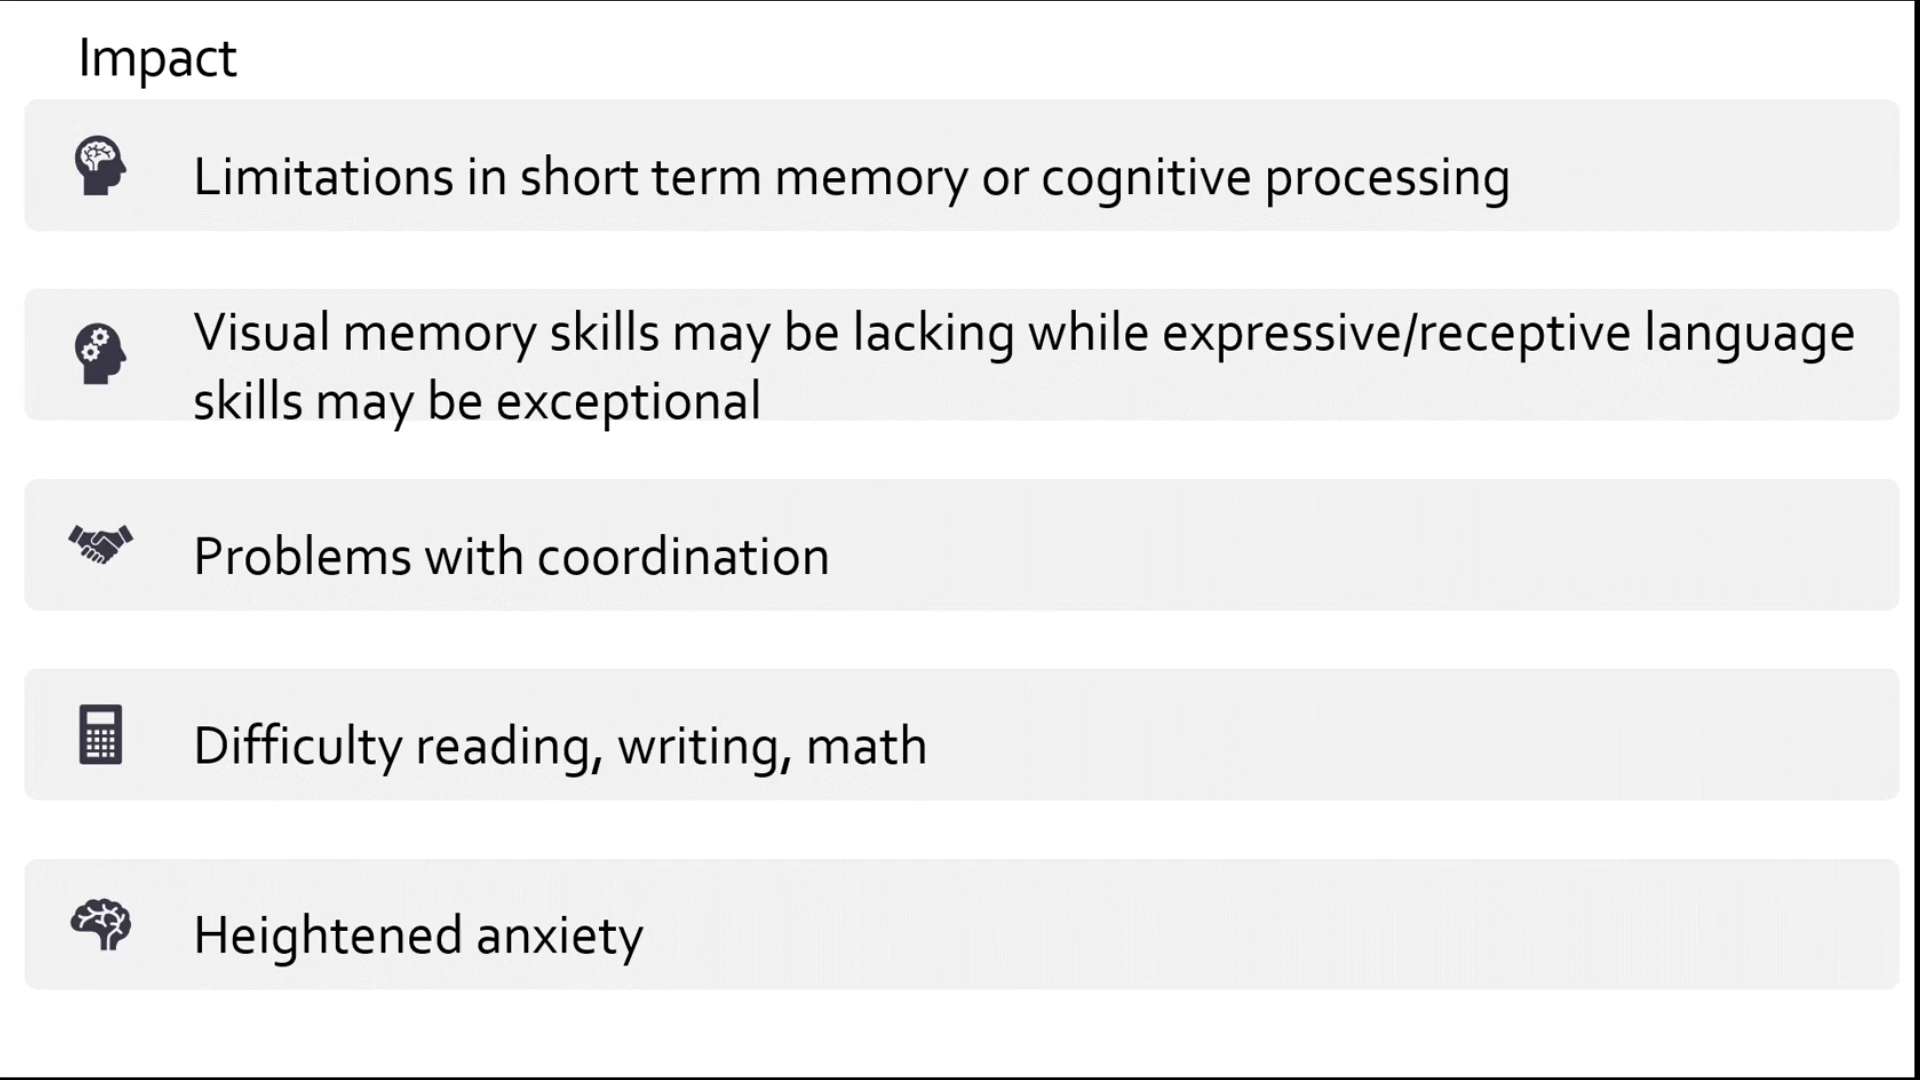 Impact
Limitations in short term memory or cognitive processing
Visual memory skills may be lacking while expressive/receptive language
skills may be exceptional
Problems with coordination
Difficulty reading, writing, math
Heightened anxiety